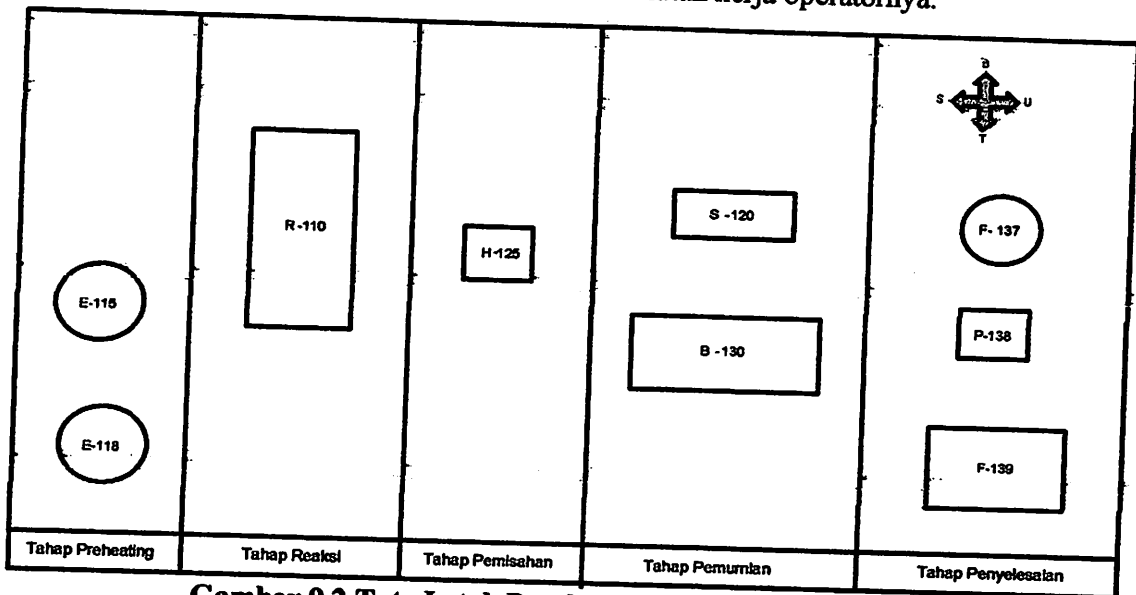 kerja operatornya.
B
S U
T
R-110
S -120
F- 137
H-125
E-115
P-138
B -130
E-118
F-139
Tahap Preheating
Tahap Reaksi
Tahap Pemisahan
Tahap Pemurnian
Tahap Penyelesaian
Gambar 9.2 Tata Letak